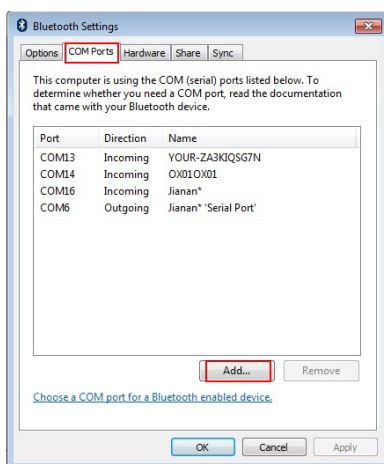 Bluetooth Settings
Options COM Ports Hardware Share Sync
This computer is using the COM (serial) ports listed below. To
determine whether you need a COM port, read the documentation
that came with your Bluetooth device.
Port Direction Name
COM13 Incoming YOUR-ZA3KIQSG7N
COM14 Incoming OX01OX01
COM16 Incoming Jianan*
COM6 Outgoing Jianan* 'Serial Port'
Add... Remove
Choose a COM port for a Bluetooth enabled device.
OK Cancel Apply